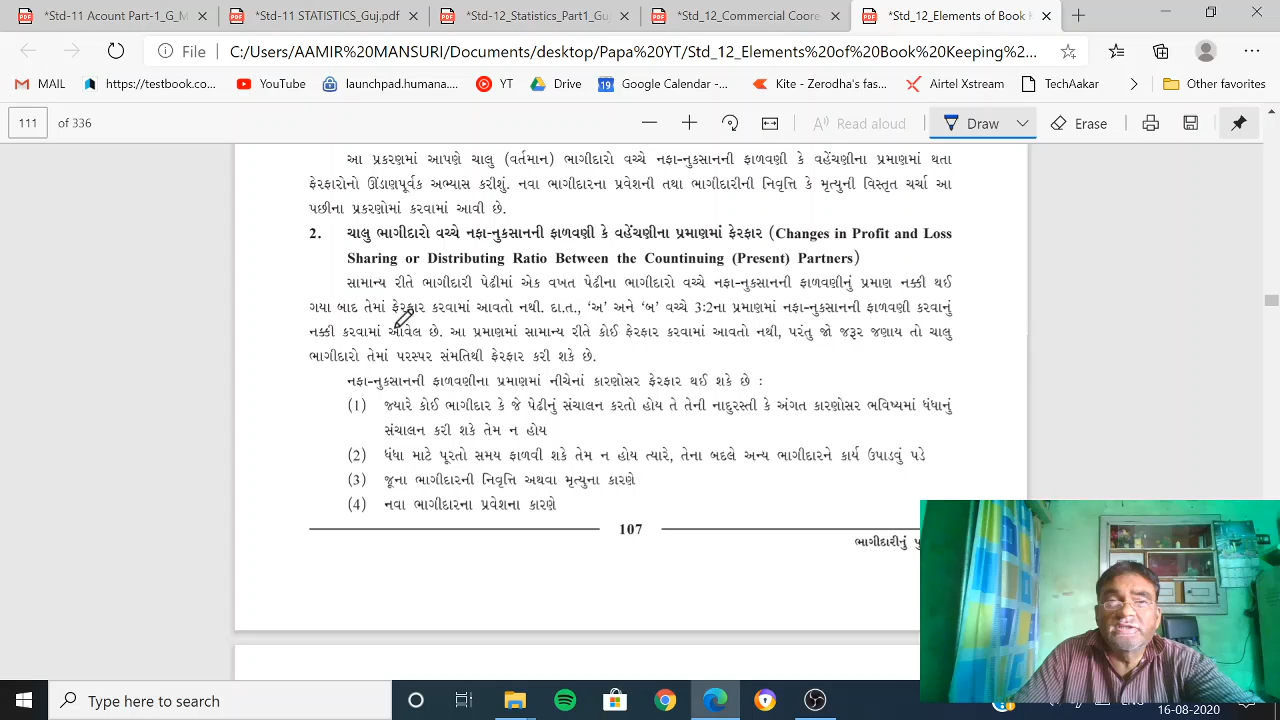 *Std_11 Acount Part-1_G_M
*Std-11 STATISTICS_GU.pdf
*Std-12_Statistics_Part1_Guj
*Std_12_Commercial Coore
*Std_12_Elements of Book K
File C:/Users/AAMIR%20MANSURI/Documents/desktop/Papa%20YT/Std_12_Elements%20of%20Book%20Keeping%20...
MAIL https://testbook.co... YouTube launchpad.humana... YT Drive Google Calendar -... Kite - Zerodha's fas... Airtel Xstream TechAakar Other favorites
111 of 336 Read aloud Draw Erase
આ પ્રકરણમાં આપણે ચાલુ (વર્તમાન) ભાગીદારો વચ્ચે નફા-નુકસાનની ફાળવણી કે વહેંચણીના પ્રમાણમાં થતા
ફેરફારોનો ઊંડાણપૂર્વક અભ્યાસ કરીશું. નવા ભાગીદારના પ્રવેશની તથા ભાગીદારીની નિવૃત્તિ કે મૃત્યુની વિસ્તૃત ચર્ચા આ
પછીના પ્રકરણોમાં કરવામાં આવી છે.
2. ચાલુ ભાગીદારો વચ્ચે નફા-નુકસાનની ફાળવણી કે વહેંચણીના પ્રમાણમાં ફેરફાર (Changes in Profit and Loss
Sharing or Distributing Ratio Between the Countinuing (Present) Partners)
સામાન્ય રીતે ભાગીદારી પેઢીમાં એક વખત પેઢીના ભાગીદારો વચ્ચે નફા-નુકસાનની ફાળવણીનું પ્રમાણ નક્કી થઈ
ગયા બાદ તેમાં ફેરફાર કરવામાં આવતો નથી. દા.ત., ‘અ’ અને ‘બ’ વચ્ચે 3:2ના પ્રમાણમાં નફા-નુકસાનની ફાળવણી કરવાનું
નક્કી કરવામાં આવેલ છે. આ પ્રમાણમાં સામાન્ય રીતે કોઈ ફેરફાર કરવામાં આવતો નથી, પરંતુ જો જરૂર જણાય તો ચાલુ
ભાગીદારો તેમાં પરસ્પર સંમતિથી ફેરફાર કરી શકે છે.
નફા-નુકસાનની ફાળવણીના પ્રમાણમાં નીચેનાં કારણોસર ફેરફાર થઈ શકે છે :
(1) જ્યારે કોઈ ભાગીદાર કે જે પેઢીનું સંચાલન કરતો હોય તે તેની નાદુરસ્તી કે અંગત કારણોસર ભવિષ્યમાં ધંધાનું
સંચાલન કરી શકે તેમ ન હોય
(2) ધંધા માટે પૂરતો સમય ફાળવી શકે તેમ ન હોય ત્યારે, તેના બદલે અન્ય ભાગીદારને કાર્ય ઉપાડવું પડે
(3) જૂના ભાગીદારની નિવૃત્તિ અથવા મૃત્યુના કારણે
(4) નવા ભાગીદારના પ્રવેશના કારણે
107
ભાગીદારીનું
Type here to search
16-08-2020